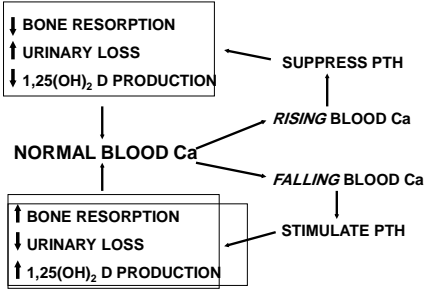 ↓ BONE RESORPTION
↑ URINARY LOSS
↓ 1,25(OH)₂ D PRODUCTION
SUPPRESS PTH
RISING BLOOD Ca
NORMAL BLOOD Ca
FALLING BLOOD Ca
↑ BONE RESORPTION
↓ URINARY LOSS
↑ 1,25(OH)₂ D PRODUCTION
STIMULATE PTH